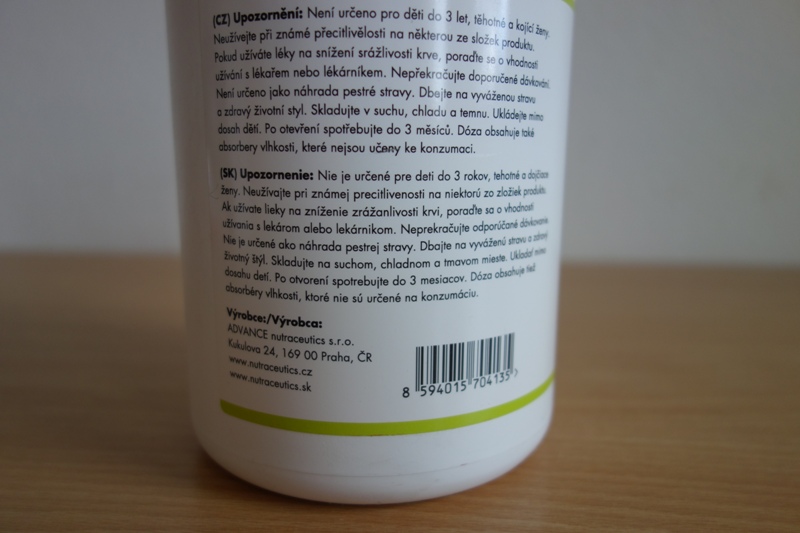 (CZ) Upozornění: Není určeno pro děti do 3 let, těhotné a kojící ženy.
Neužívejte při známé přecitlivělosti na některou ze složek produktu.
Pokud užíváte léky na snížení srážlivosti krve, poraďte se o vhodnosti
užívání s lékařem nebo lékárníkem. Nepřekračujte doporučené dávkování.
Není určeno jako náhrada pestré stravy. Dbejte na vyváženou stravu
a zdravý životní styl. Skladujte v suchu, chladu a temnu. Ukládejte mimo
dosah dětí. Po otevření spotřebujte do 3 měsíců. Dóza obsahuje také
absorbery vlhkosti, které nejsou učeny ke konzumaci.
(SK) Upozornenie: Nie je určené pre deti do 3 rokov, tehotné a dojčiace
ženy. Neužívajte pri známej precitlivenosti na niektorú zo zložiek produktu.
Ak užívate lieky na zníženie zrážanlivosti krvi, poraďte sa o vhodnosti
užívania s lekárom alebo lekárnikom. Neprekračujte odporúčané dávkovanie.
Nie je určené ako náhrada pestrej stravy. Dbajte na vyváženú stravu a zdravý
životný štýl. Skladujte na suchom, chladnom a tmavom mieste. Ukladať mimo
dosahu detí. Po otvorení spotrebujte do 3 mesiacov. Dóza obsahuje tiež
absorbéry vlhkosti, ktoré nie sú určené na konzumáciu.
Výrobce:/Výrobca:
ADVANCE nutraceutics s.r.o.
Kukulova 24, 169 00 Praha, ČR
www.nutraceutics.cz
www.nutraceutics.sk
8 594015 704135 >